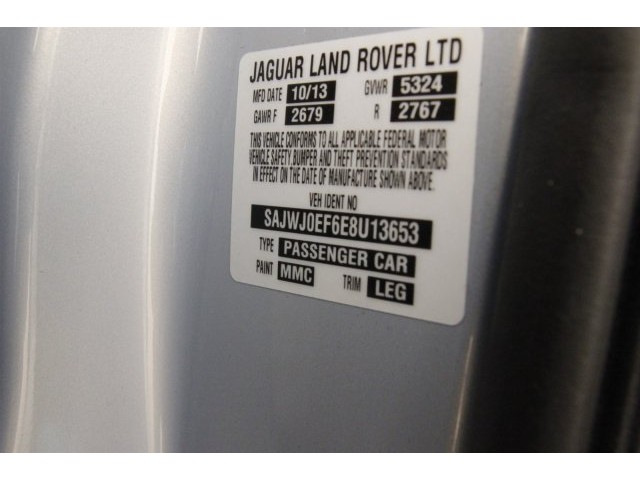 JAGUAR LAND ROVER LTD
MFD DATE 10/13 GVWR 5324
GAWR F 2679 R 2767
THIS VEHICLE CONFORMS TO ALL APPLICABLE FEDERAL MOTOR
VEHICLE SAFETY, BUMPER AND THEFT PREVENTION STANDARDS
IN EFFECT ON THE DATE OF MANUFACTURE SHOWN ABOVE.
VEH IDENT NO
SAJWJ0EF6E8U13653
TYPE PASSENGER CAR
PAINT MMC TRIM LEG